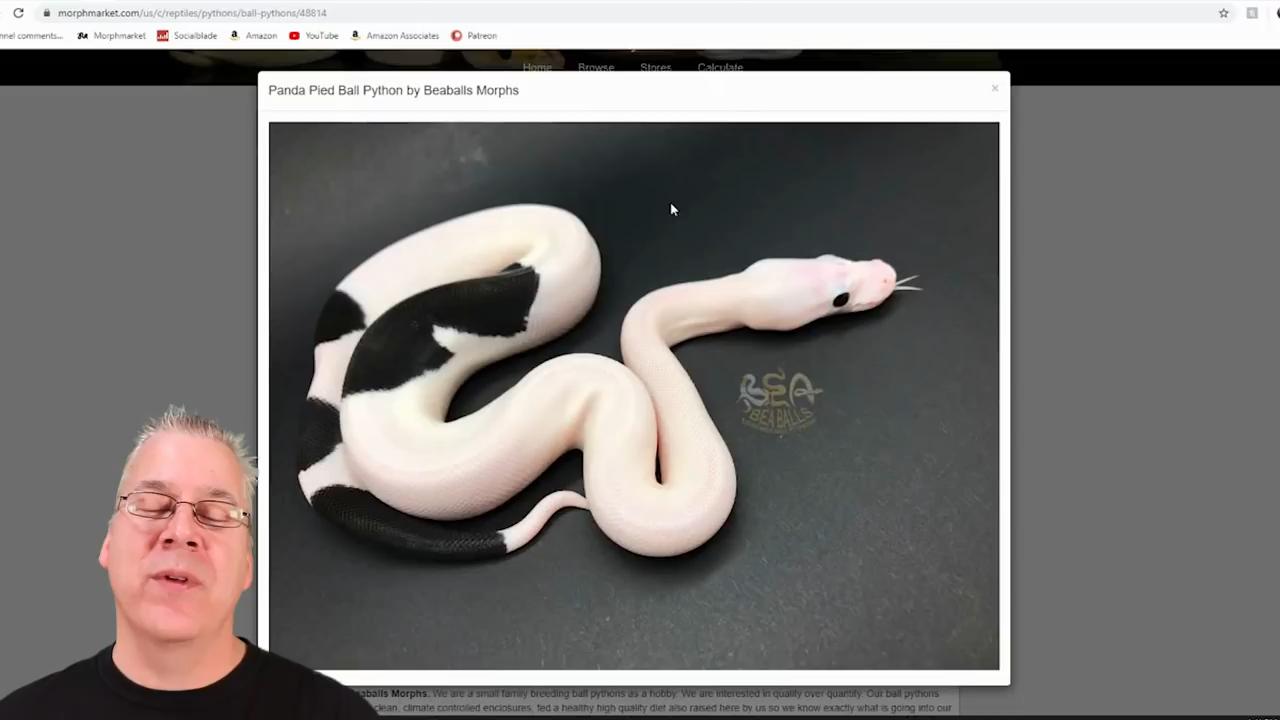 morphmarket.com/us/c/reptiles/pythons/ball-pythons/48814
nnel comments... Morphmarket Socialblade Amazon YouTube Amazon Associates Patreon
Home Browse Stores Calculate
Panda Pied Ball Python by Beaballs Morphs ×
BEA
BEABALLS
aballs Morphs. We are a small family breeding ball pythons as a hobby. We are interested in quality over quantity. Our ball pythons
clean, climate controlled enclosures, fed a healthy high quality diet also raised here by us so we know exactly what is going into our